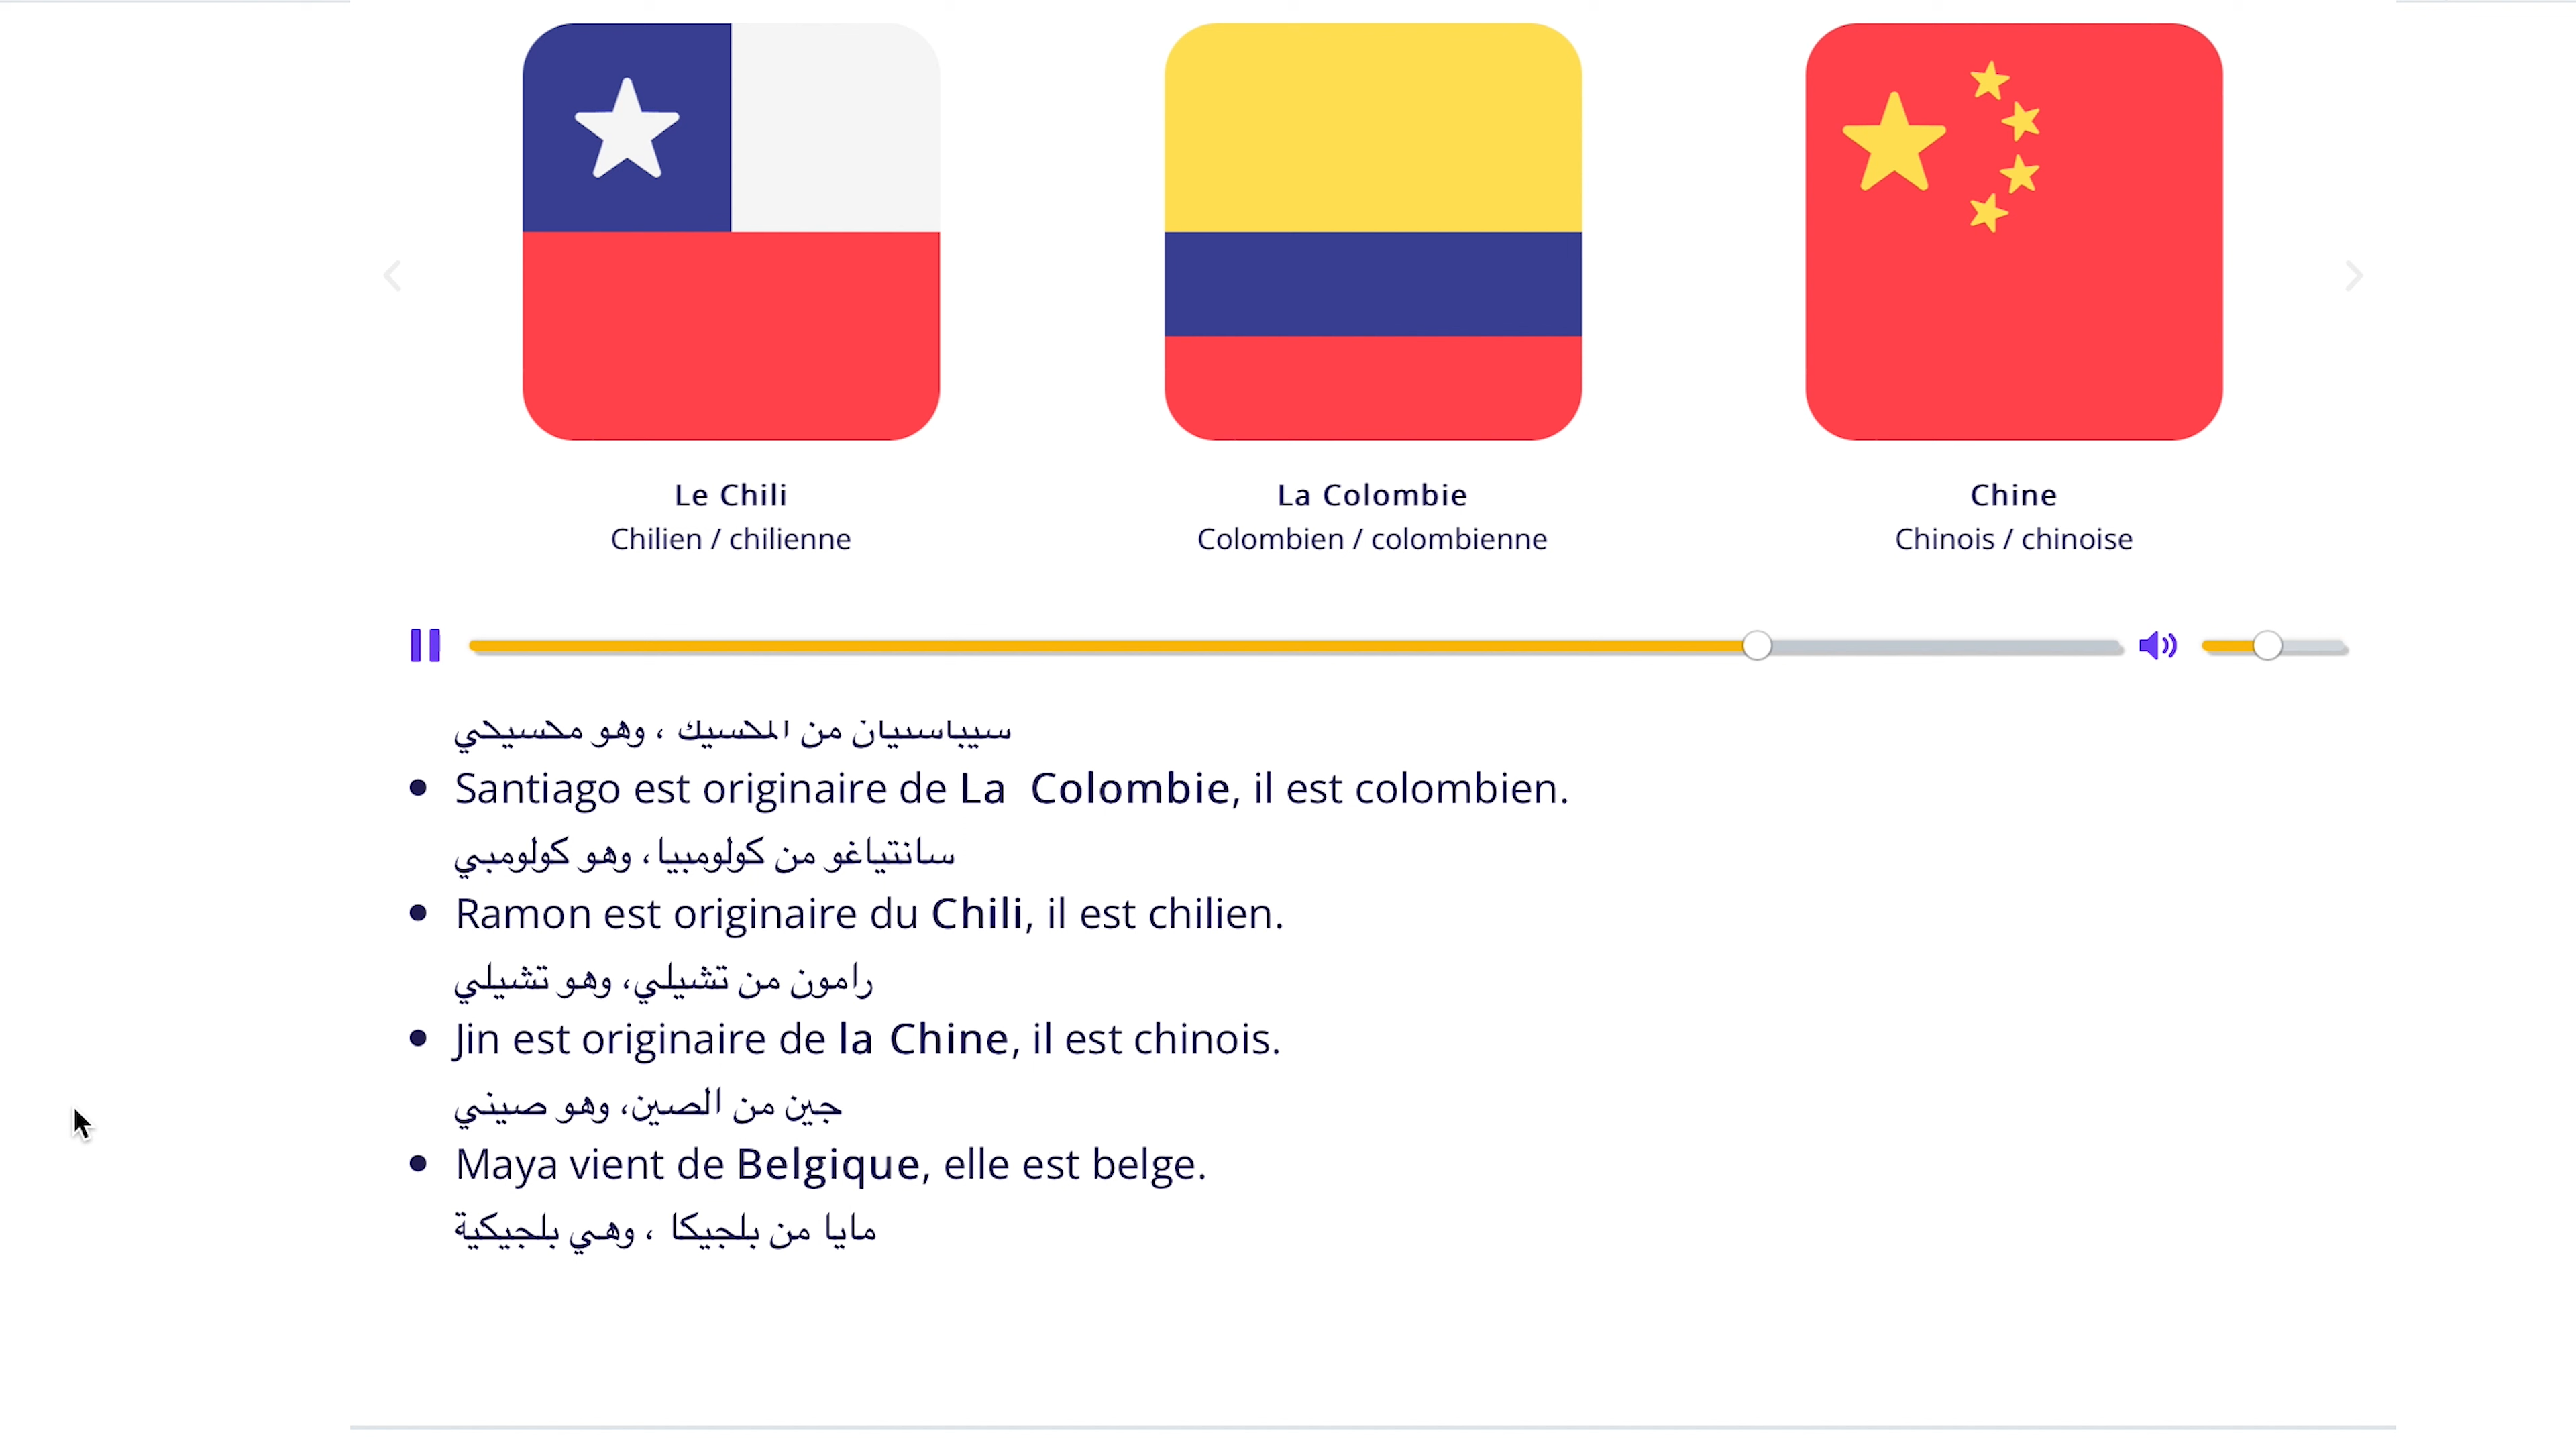 Le Chili
Chilien / chilienne
La Colombie
Colombien / colombienne
Chine
Chinois / chinoise
سيباستيان من المكسيك ، وهو مكسيكي
Santiago est originaire de La Colombie, il est colombien.
سانتياغو من كولومبيا، وهو كولومبي
Ramon est originaire du Chili, il est chilien.
رامون من تشيلي، وهو تشيلي
Jin est originaire de la Chine, il est chinois.
جين من الصين، وهو صيني
Maya vient de Belgique, elle est belge.
مايا من بلجيكا ، وهي بلجيكية